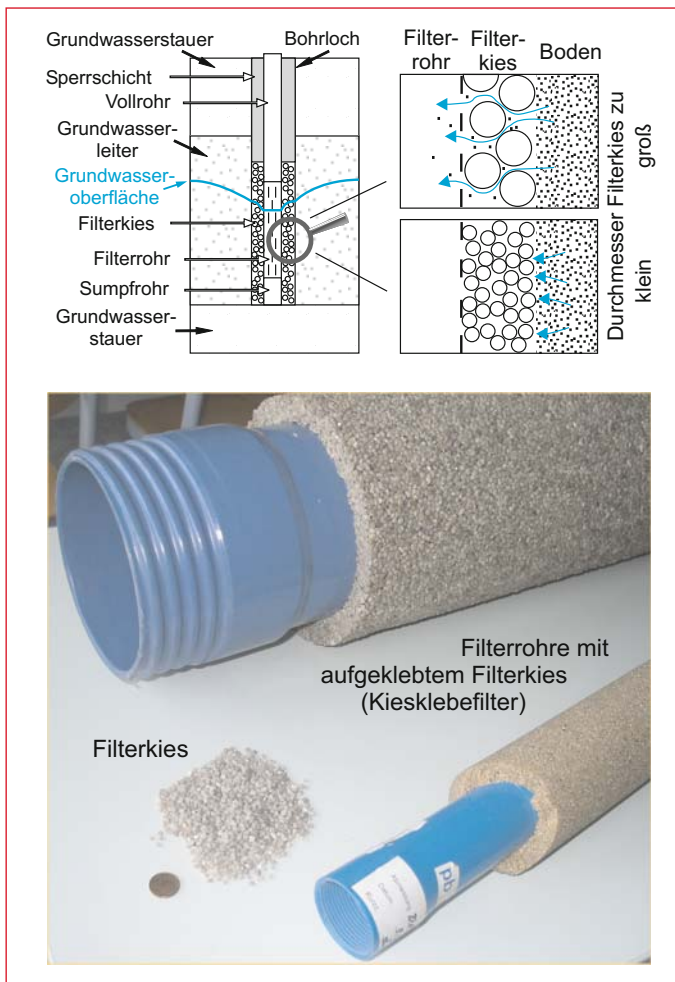 Grundwasserstauer
Bohrloch
Sperrschicht
Vollrohr
Grundwasser-
leiter
Grundwasser-
oberfläche
Filterkies
Filterrohr
Sumpfrohr
Grundwasser-
stauer
Filter-
rohr
Filter-
kies
Boden
Durchmesser Filterkies zu
groß
klein
Filterrohre mit
aufgeklebtem Filterkies
(Kiesklebefilter)
Filterkies
pb